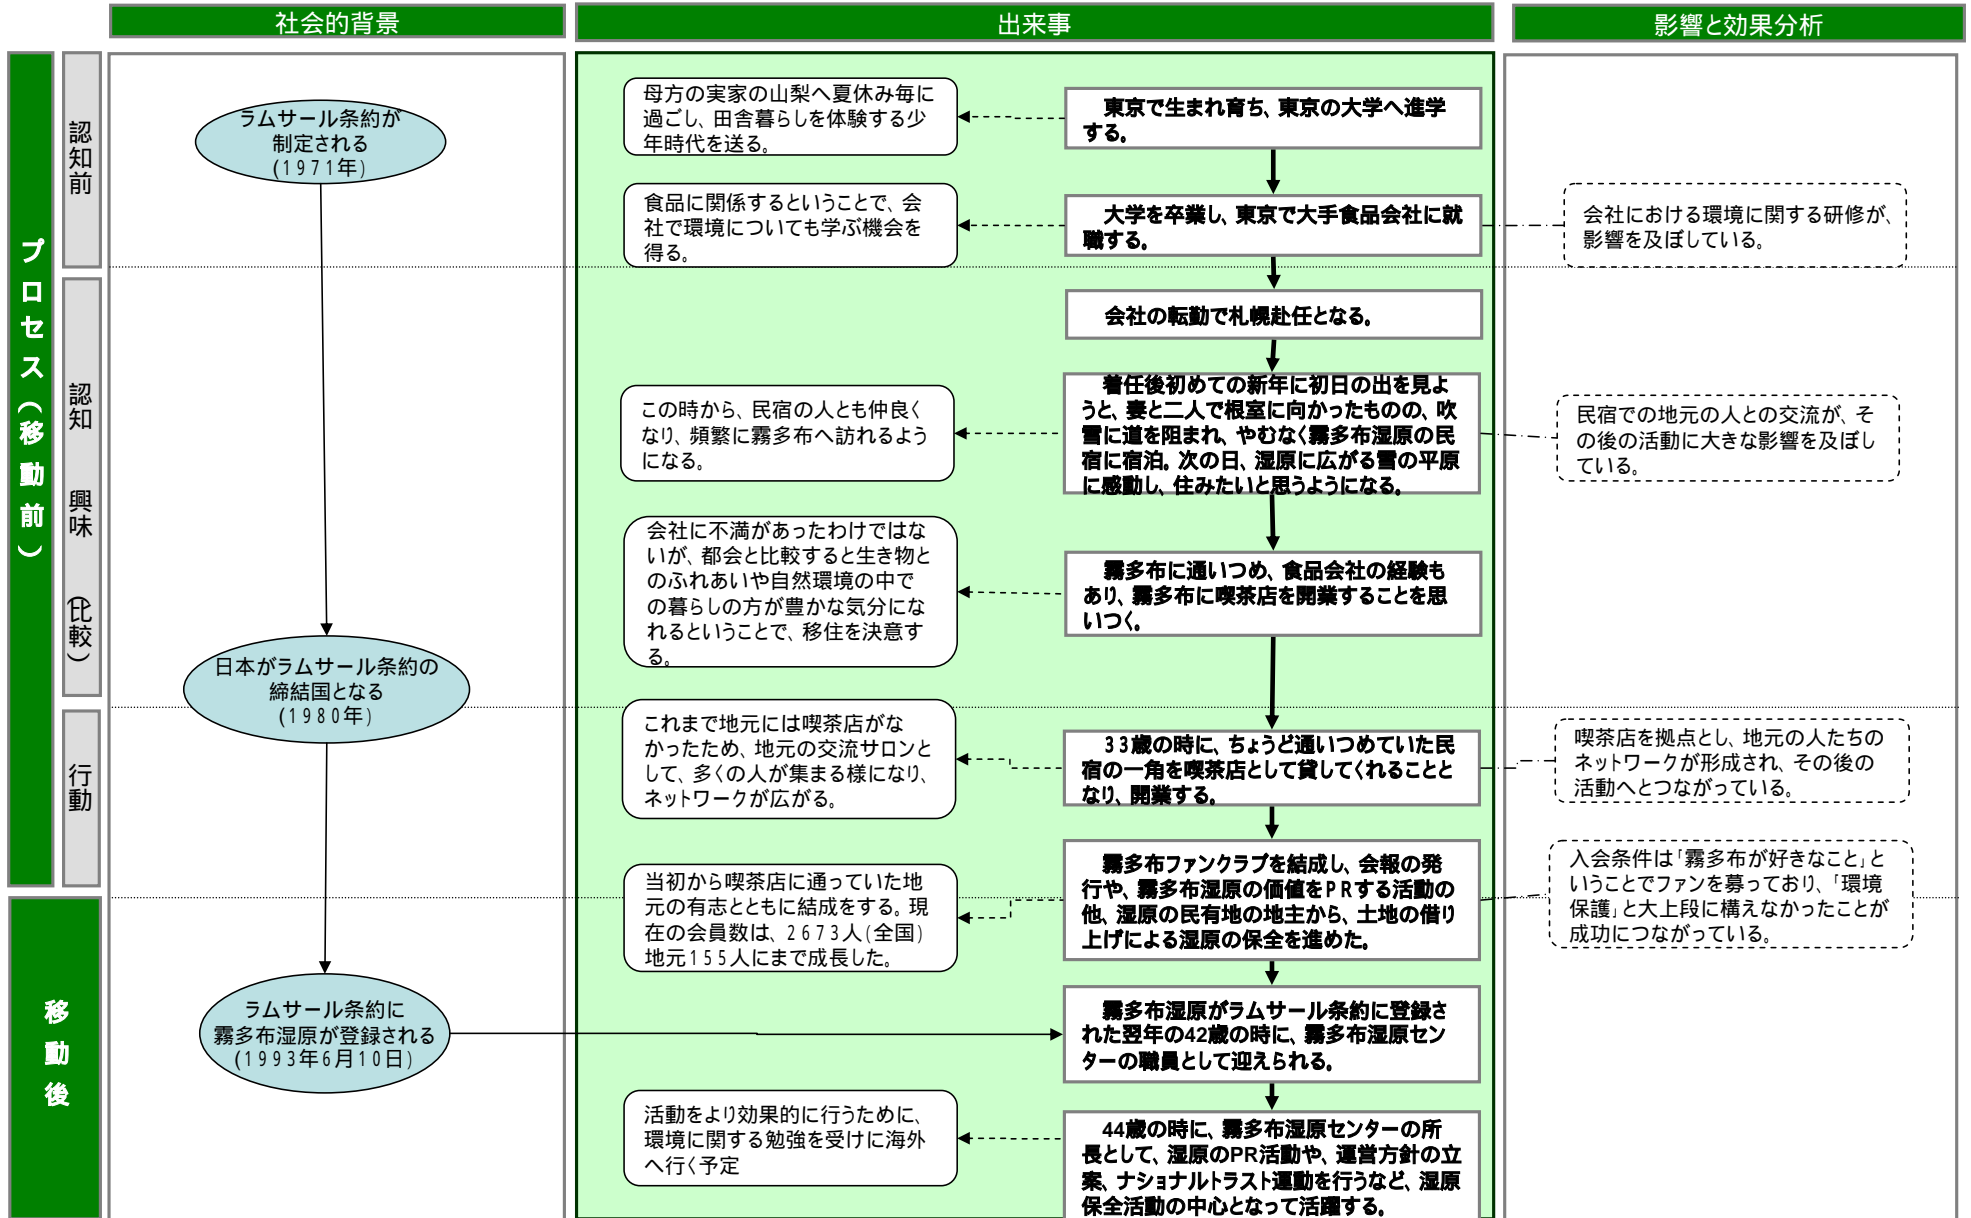 社会的背景
出来事
影響と効果分析
プロセス（移動前）
認知前
認知
興味
（比較）
行動
移動後
ラムサール条約が
制定される
(1971年)
日本がラムサール条約の
締結国となる
(1980年)
ラムサール条約に
霧多布湿原が登録される
(1993年6月10日)
母方の実家の山梨へ夏休み毎に
過ごし、田舎暮らしを体験する少
年時代を送る。
東京で生まれ育ち、東京の大学へ進学
する。
食品に関係するということで、会
社で環境についても学ぶ機会を
得る。
大学を卒業し、東京で大手食品会社に就
職する。
会社における環境に関する研修が、
影響を及ぼしている。
会社の転勤で札幌赴任となる。
この時から、民宿の人とも仲良く
なり、頻繁に霧多布へ訪れるよう
になる。
着任後初めての新年に初日の出を見よ
うと、妻と二人で根室に向かったものの、吹
雪に道を阻まれ、やむなく霧多布湿原の民
宿に宿泊。次の日、湿原に広がる雪の平原
に感動し、住みたいと思うようになる。
民宿での地元の人との交流が、そ
の後の活動に大きな影響を及ぼし
ている。
会社に不満があったわけではな
いが、都会と比較すると生き物と
のふれあいや自然環境の中で
の暮らしの方が豊かな気分にな
れるということで、移住を決意す
る。
霧多布に通いつめ、食品会社の経験も
あり、霧多布に喫茶店を開業することを思
いつく。
これまで地元には喫茶店がな
かったため、地元の交流サロンと
して、多くの人が集まる様になり、
ネットワークが広がる。
33歳の時に、ちょうど通いつめていた民
宿の一角を喫茶店として貸してくれることと
なり、開業する。
喫茶店を拠点とし、地元の人たちの
ネットワークが形成され、その後の
活動へとつながっている。
当初から喫茶店に通っていた地
元の有志とともに結成をする。現
在の会員数は、2673人(全国)
地元155人にまで成長した。
霧多布ファンクラブを結成し、会報の発
行や、霧多布湿原の価値をPRする活動の
他、湿原の民有地の地主から、土地の借り
上げによる湿原の保全を進めた。
入会条件は「霧多布が好きなこと」と
いうことでファンを募っており、「環境
保護」と大上段に構えなかったことが
成功につながっている。
霧多布湿原がラムサール条約に登録さ
れた翌年の42歳の時に、霧多布湿原セン
ターの職員として迎えられる。
活動をより効果的に行うために、
環境に関する勉強を受けに海外
へ行く予定
44歳の時に、霧多布湿原センターの所
長として、湿原のPR活動や、運営方針の立
案、ナショナルトラスト運動を行うなど、湿原
保全活動の中心となって活躍する。